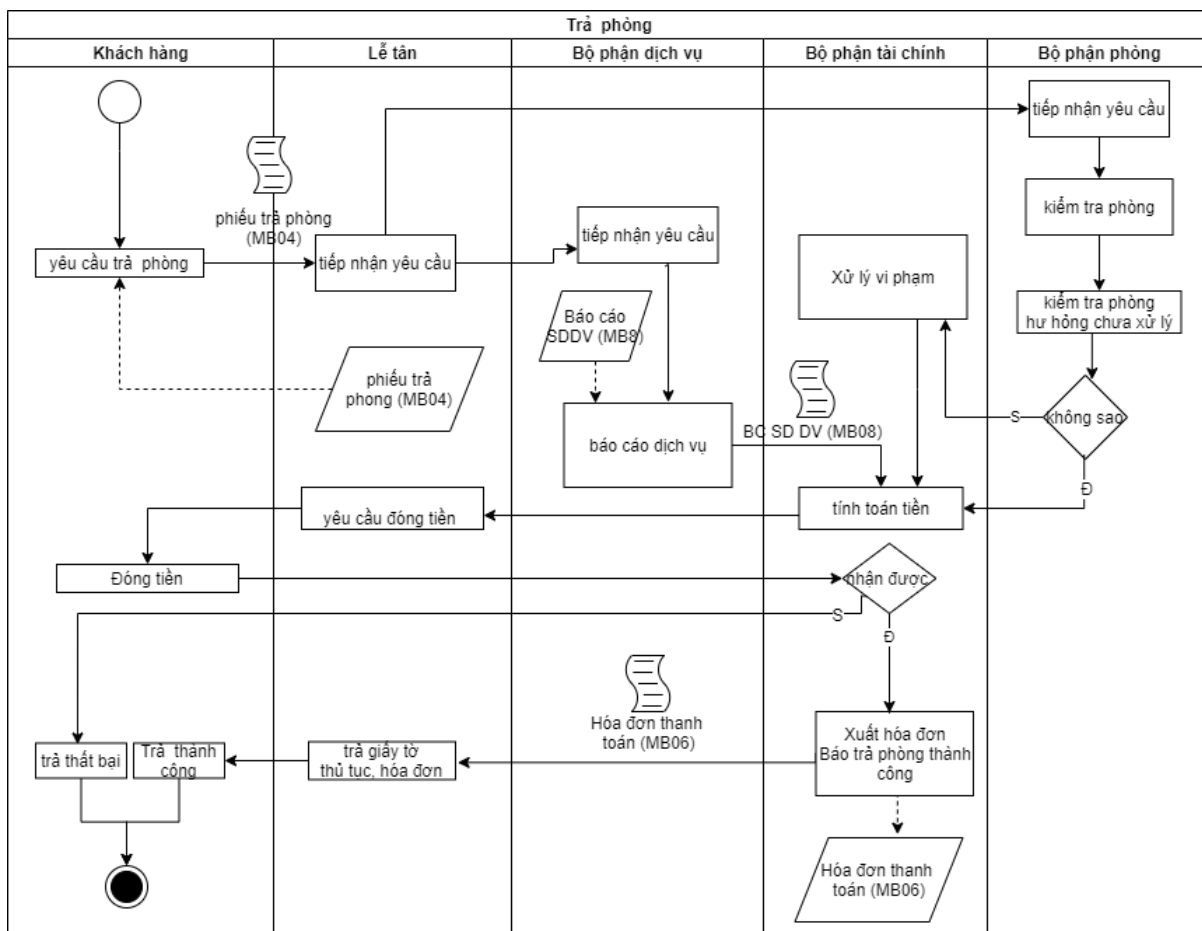 Trả phòng
Khách hàng
Lễ tân
Bộ phận dịch vụ
Bộ phận tài chính
Bộ phận phòng
tiếp nhận yêu cầu
kiểm tra phòng
phiếu trả phòng
(MB04)
tiếp nhận yêu cầu
yêu cầu trả phòng
tiếp nhận yêu cầu
Xử lý vi phạm
kiểm tra phòng
hư hỏng chưa xử lý
Báo cáo
SDDV (MB8)
phiếu trả
phong (MB04)
S
không sao
BC SD DV (MB08)
báo cáo dịch vụ
Đ
yêu cầu đóng tiền
tính toán tiền
Đóng tiền
nhận được
S
Đ
Hóa đơn thanh
toán (MB06)
Xuất hóa đơn
Báo trả phòng thành
công
trả thất bại
Trả thành
công
trả giấy tờ
thủ tục, hóa đơn
Hóa đơn thanh
toán (MB06)